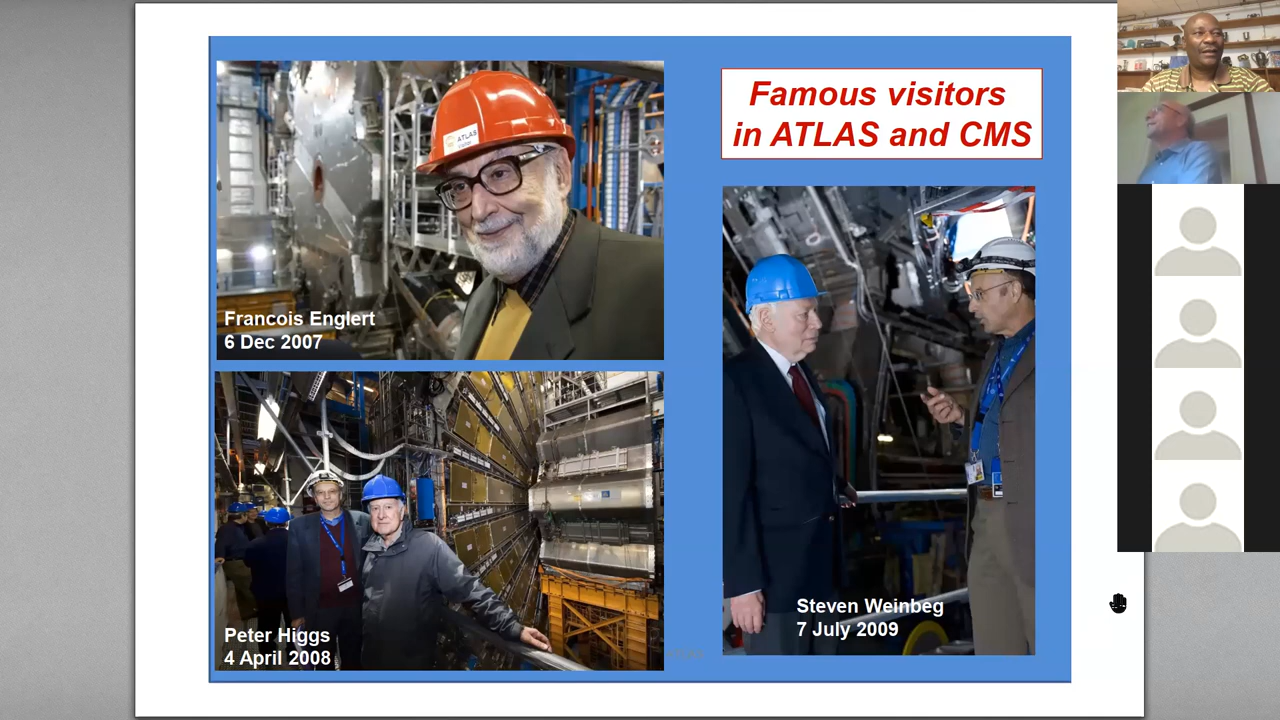 Famous visitors
in ATLAS and CMS
ATLAS
Francois Englert
6 Dec 2007
Peter Higgs
4 April 2008
Steven Weinbeg
7 July 2009